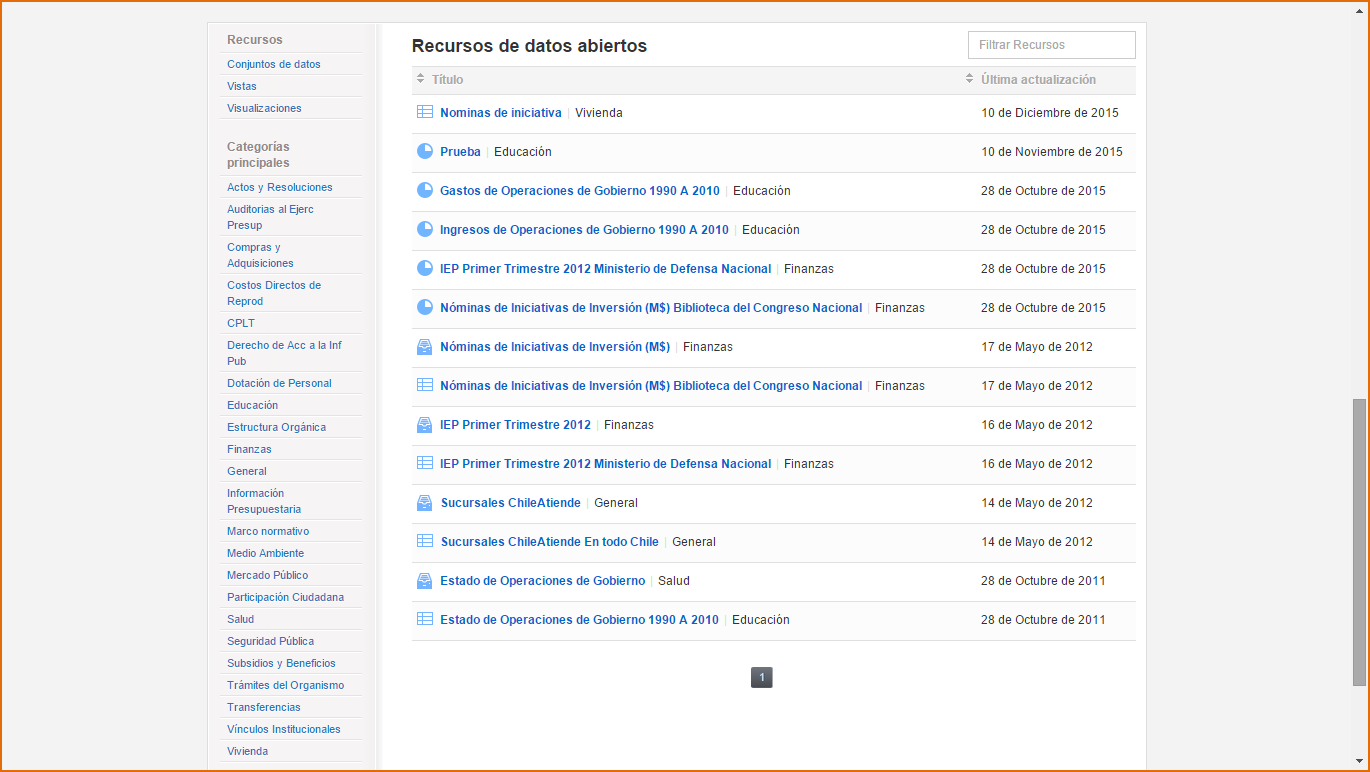 Recursos
Conjuntos de datos
Vistas
Visualizaciones
Categorías
principales
Actos y Resoluciones
Auditorias al Ejerc
Presup
Compras y
Adquisiciones
Costos Directos de
Reprod
CPLT
Derecho de Acc a la Inf
Pub
Dotación de Personal
Educación
Estructura Orgánica
Finanzas
General
Información
Presupuestaria
Marco normativo
Medio Ambiente
Mercado Público
Participación Ciudadana
Salud
Seguridad Pública
Subsidios y Beneficios
Trámites del Organismo
Transferencias
Vínculos Institucionales
Vivienda
Recursos de datos abiertos
Filtrar Recursos
Título Última actualización
Nominas de iniciativa | Vivienda 10 de Diciembre de 2015
Prueba | Educación 10 de Noviembre de 2015
Gastos de Operaciones de Gobierno 1990 A 2010 | Educación 28 de Octubre de 2015
Ingresos de Operaciones de Gobierno 1990 A 2010 | Educación 28 de Octubre de 2015
IEP Primer Trimestre 2012 Ministerio de Defensa Nacional | Finanzas 28 de Octubre de 2015
Nóminas de Iniciativas de Inversión (M$) Biblioteca del Congreso Nacional | Finanzas 28 de Octubre de 2015
Nóminas de Iniciativas de Inversión (M$) | Finanzas 17 de Mayo de 2012
Nóminas de Iniciativas de Inversión (M$) Biblioteca del Congreso Nacional | Finanzas 17 de Mayo de 2012
IEP Primer Trimestre 2012 | Finanzas 16 de Mayo de 2012
IEP Primer Trimestre 2012 Ministerio de Defensa Nacional | Finanzas 16 de Mayo de 2012
Sucursales ChileAtiende | General 14 de Mayo de 2012
Sucursales ChileAtiende En todo Chile | General 14 de Mayo de 2012
Estado de Operaciones de Gobierno | Salud 28 de Octubre de 2011
Estado de Operaciones de Gobierno 1990 A 2010 | Educación 28 de Octubre de 2011
1